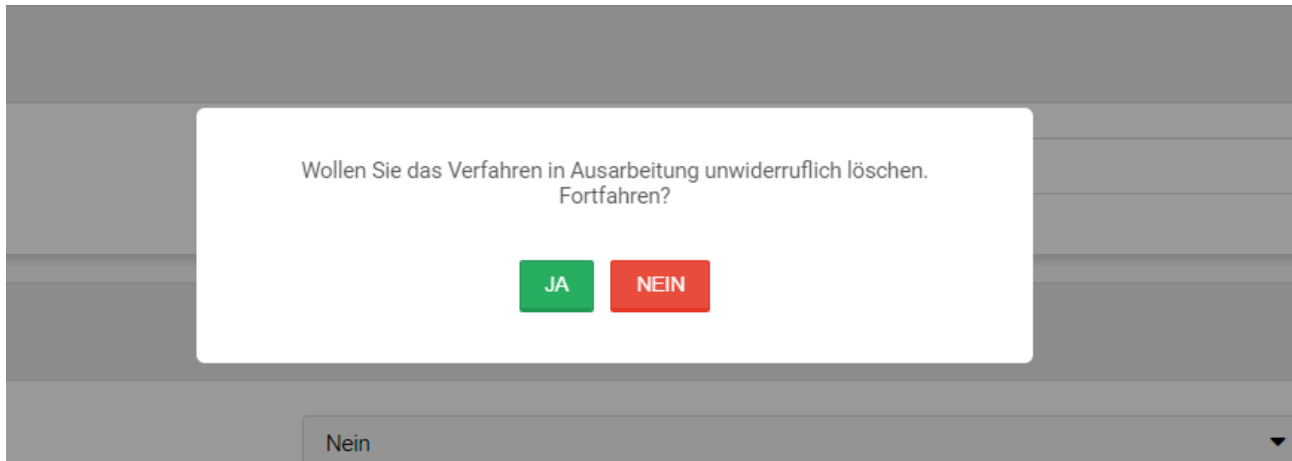 Wollen Sie das Verfahren in Ausarbeitung unwiderruflich löschen.
Fortfahren?
JA NEIN
Nein